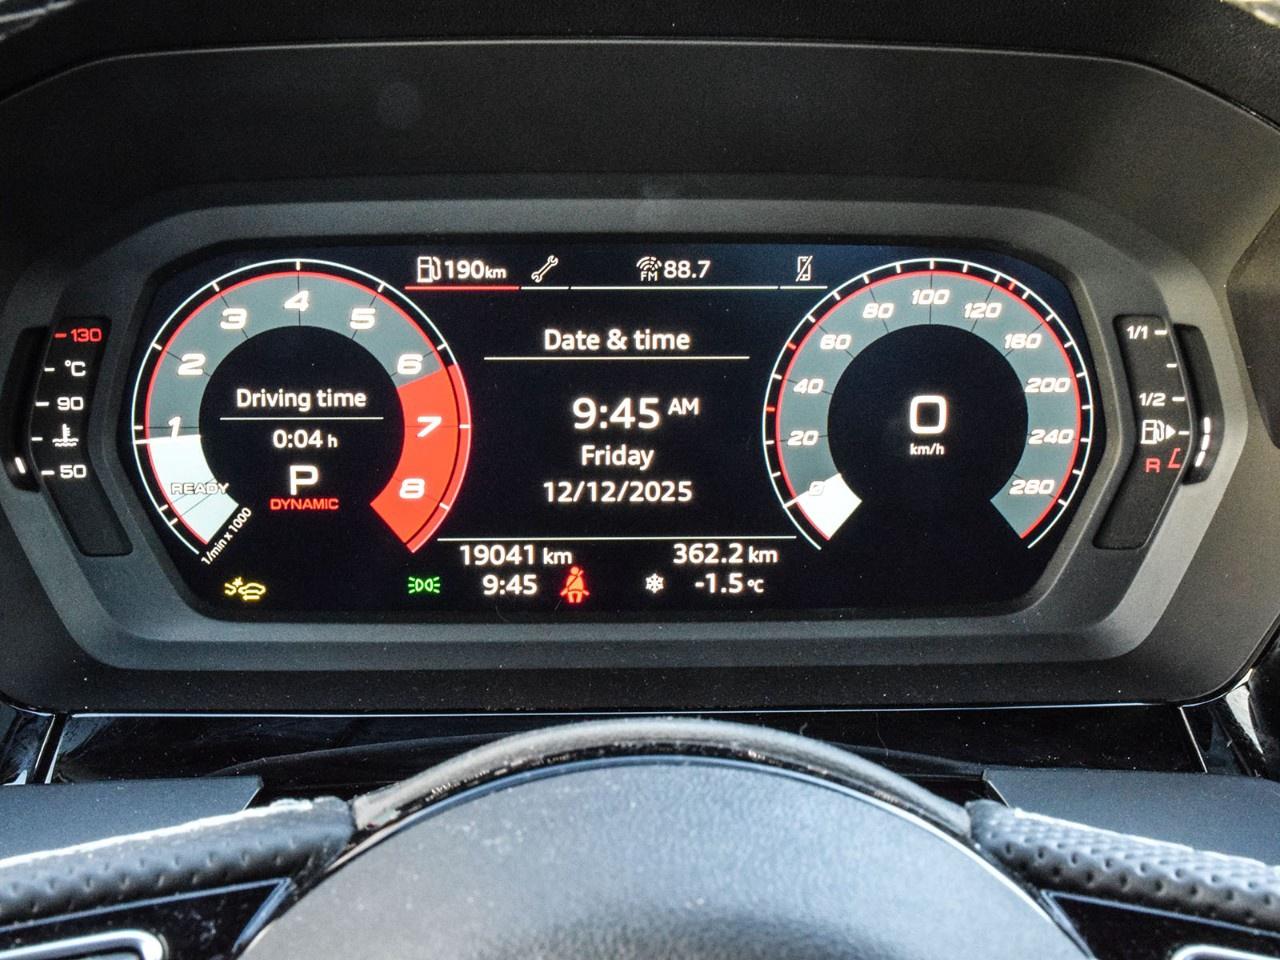 190 km
FM 88.7
130
°C
90
50
1
2
3
4
5
6
7
8
READY
1/min x 1000
Driving time
0:04 h
P
DYNAMIC
Date & time
9:45 AM
Friday
12/12/2025
19041 km
362.2 km
9:45
-1.5 °C
0
20
40
60
80
100
120
160
200
240
280
0
km/h
1/1
1/2
R